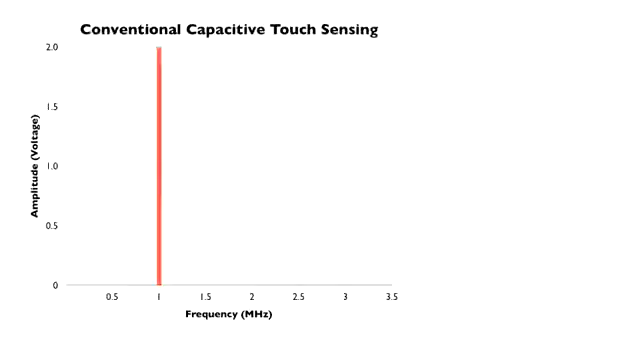 Conventional Capacitive Touch Sensing
2.0
1.5
1.0
0.5
0
Amplitude (Voltage)
0.5 1 1.5 2 2.5 3 3.5
Frequency (MHz)